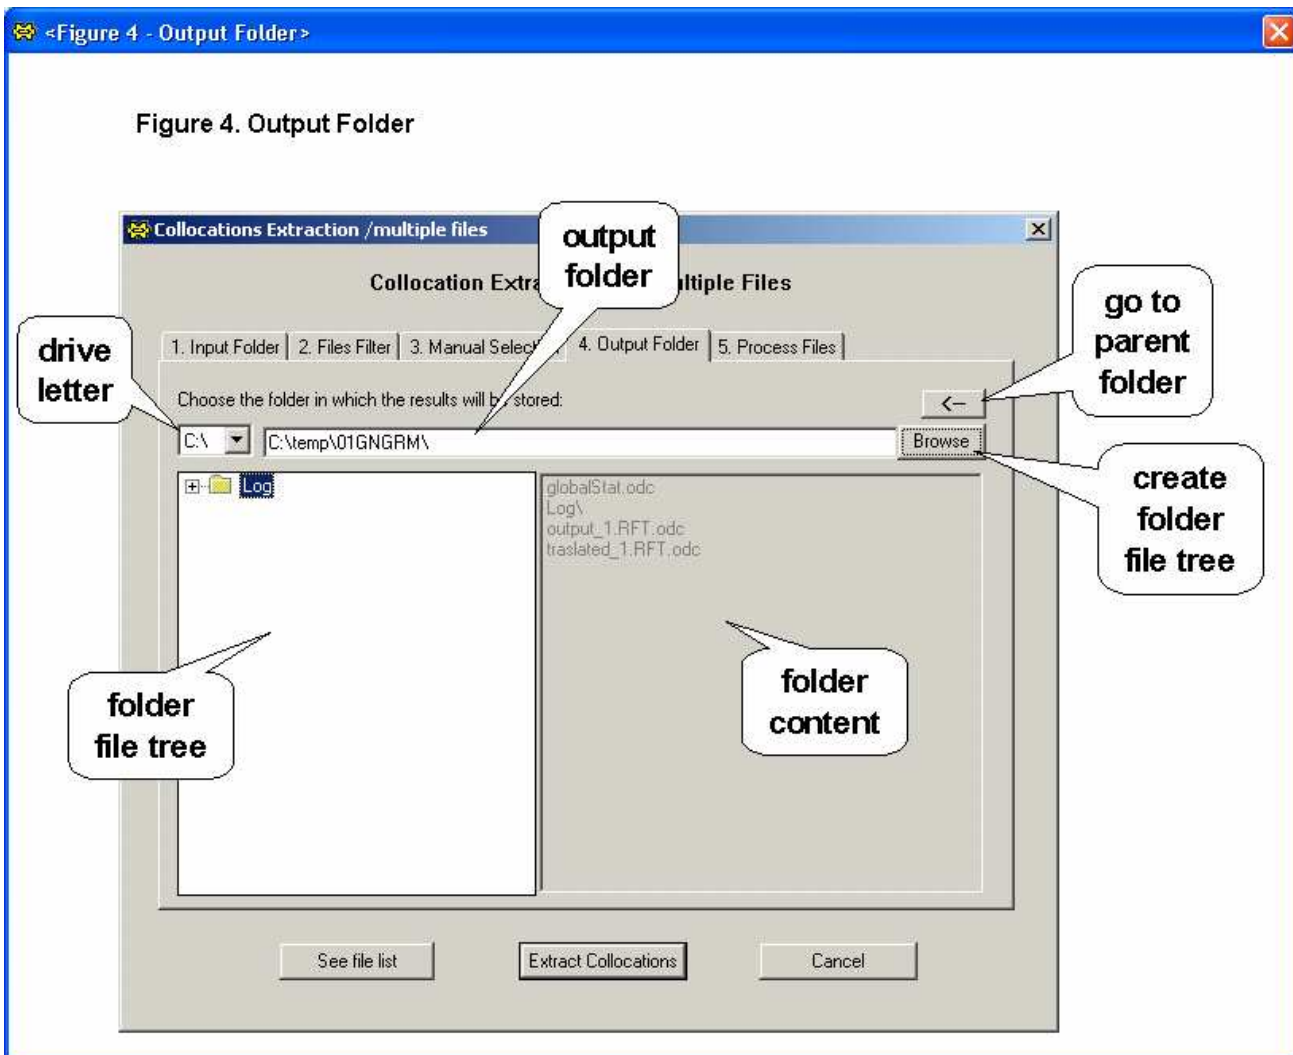 <Figure 4 - Output Folder>
Figure 4. Output Folder
Collocations Extraction /multiple files
output
folder
Collocation Extra ltiple Files
go to
parent
folder
drive
letter
1. Input Folder
2. Files Filter
3. Manual Selec
4. Output Folder
5. Process Files
Choose the folder in which the results will be stored:
<--
C:\
C:\temp\01GNGRM\
Browse
create
folder
file tree
Log
globalStat.odc
Log\
output_1.RFT.odc
traslated_1.RFT.odc
folder
file tree
folder
content
See file list
Extract Collocations
Cancel